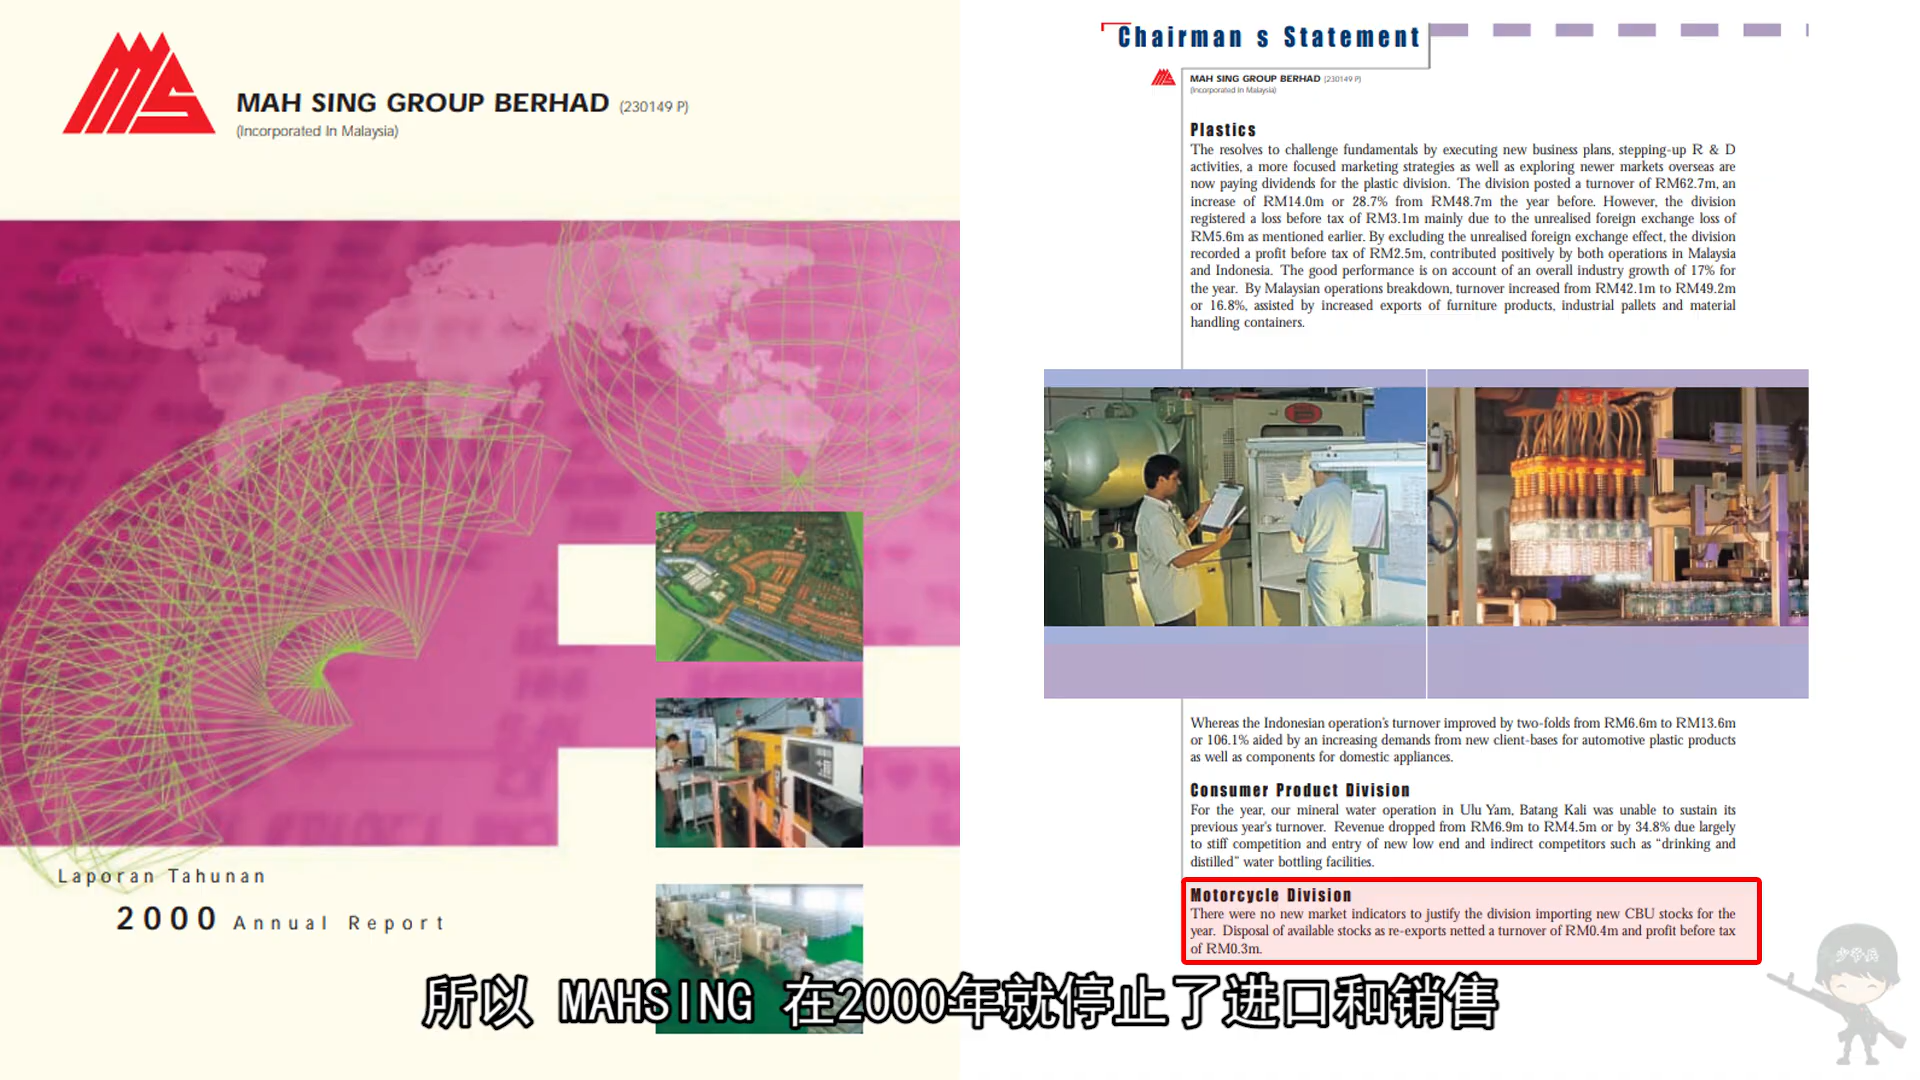 MAH SING GROUP BERHAD (230149 P)
(Incorporated In Malaysia)
Laporan Tahunan
2000 Annual Report
Chairman s Statement
MAH SING GROUP BERHAD (230149 P)
(Incorporated In Malaysia)
Plastics
The resolves to challenge fundamentals by executing new business plans, stepping-up R & D
activities, a more focused marketing strategies as well as exploring newer markets overseas are
now paying dividends for the plastic division. The division posted a turnover of RM62.7m, an
increase of RM14.0m or 28.7% from RM48.7m the year before. However, the division
registered a loss before tax of RM3.1m mainly due to the unrealised foreign exchange loss of
RM5.6m as mentioned earlier. By excluding the unrealised foreign exchange effect, the division
recorded a profit before tax of RM2.5m, contributed positively by both operations in Malaysia
and Indonesia. The good performance is on account of an overall industry growth of 17% for
the year. By Malaysian operations breakdown, turnover increased from RM42.1m to RM49.2m
or 16.8%, assisted by increased exports of furniture products, industrial pallets and material
handling containers.
Whereas the Indonesian operation's turnover improved by two-folds from RM6.6m to RM13.6m
or 106.1% aided by an increasing demands from new client-bases for automotive plastic products
as well as components for domestic appliances.
Consumer Product Division
For the year, our mineral water operation in Ulu Yam, Batang Kali was unable to sustain its
previous year's turnover. Revenue dropped from RM6.9m to RM4.5m or by 34.8% due largely
to stiff competition and entry of new low end and indirect competitors such as "drinking and
distilled" water bottling facilities.
Motorcycle Division
There were no new market indicators to justify the division importing new CBU stocks for the
year. Disposal of available stocks as re-exports netted a turnover of RM0.4m and profit before tax
of RM0.3m.
所以 MAHSING 在2000年就停止了进口和销售